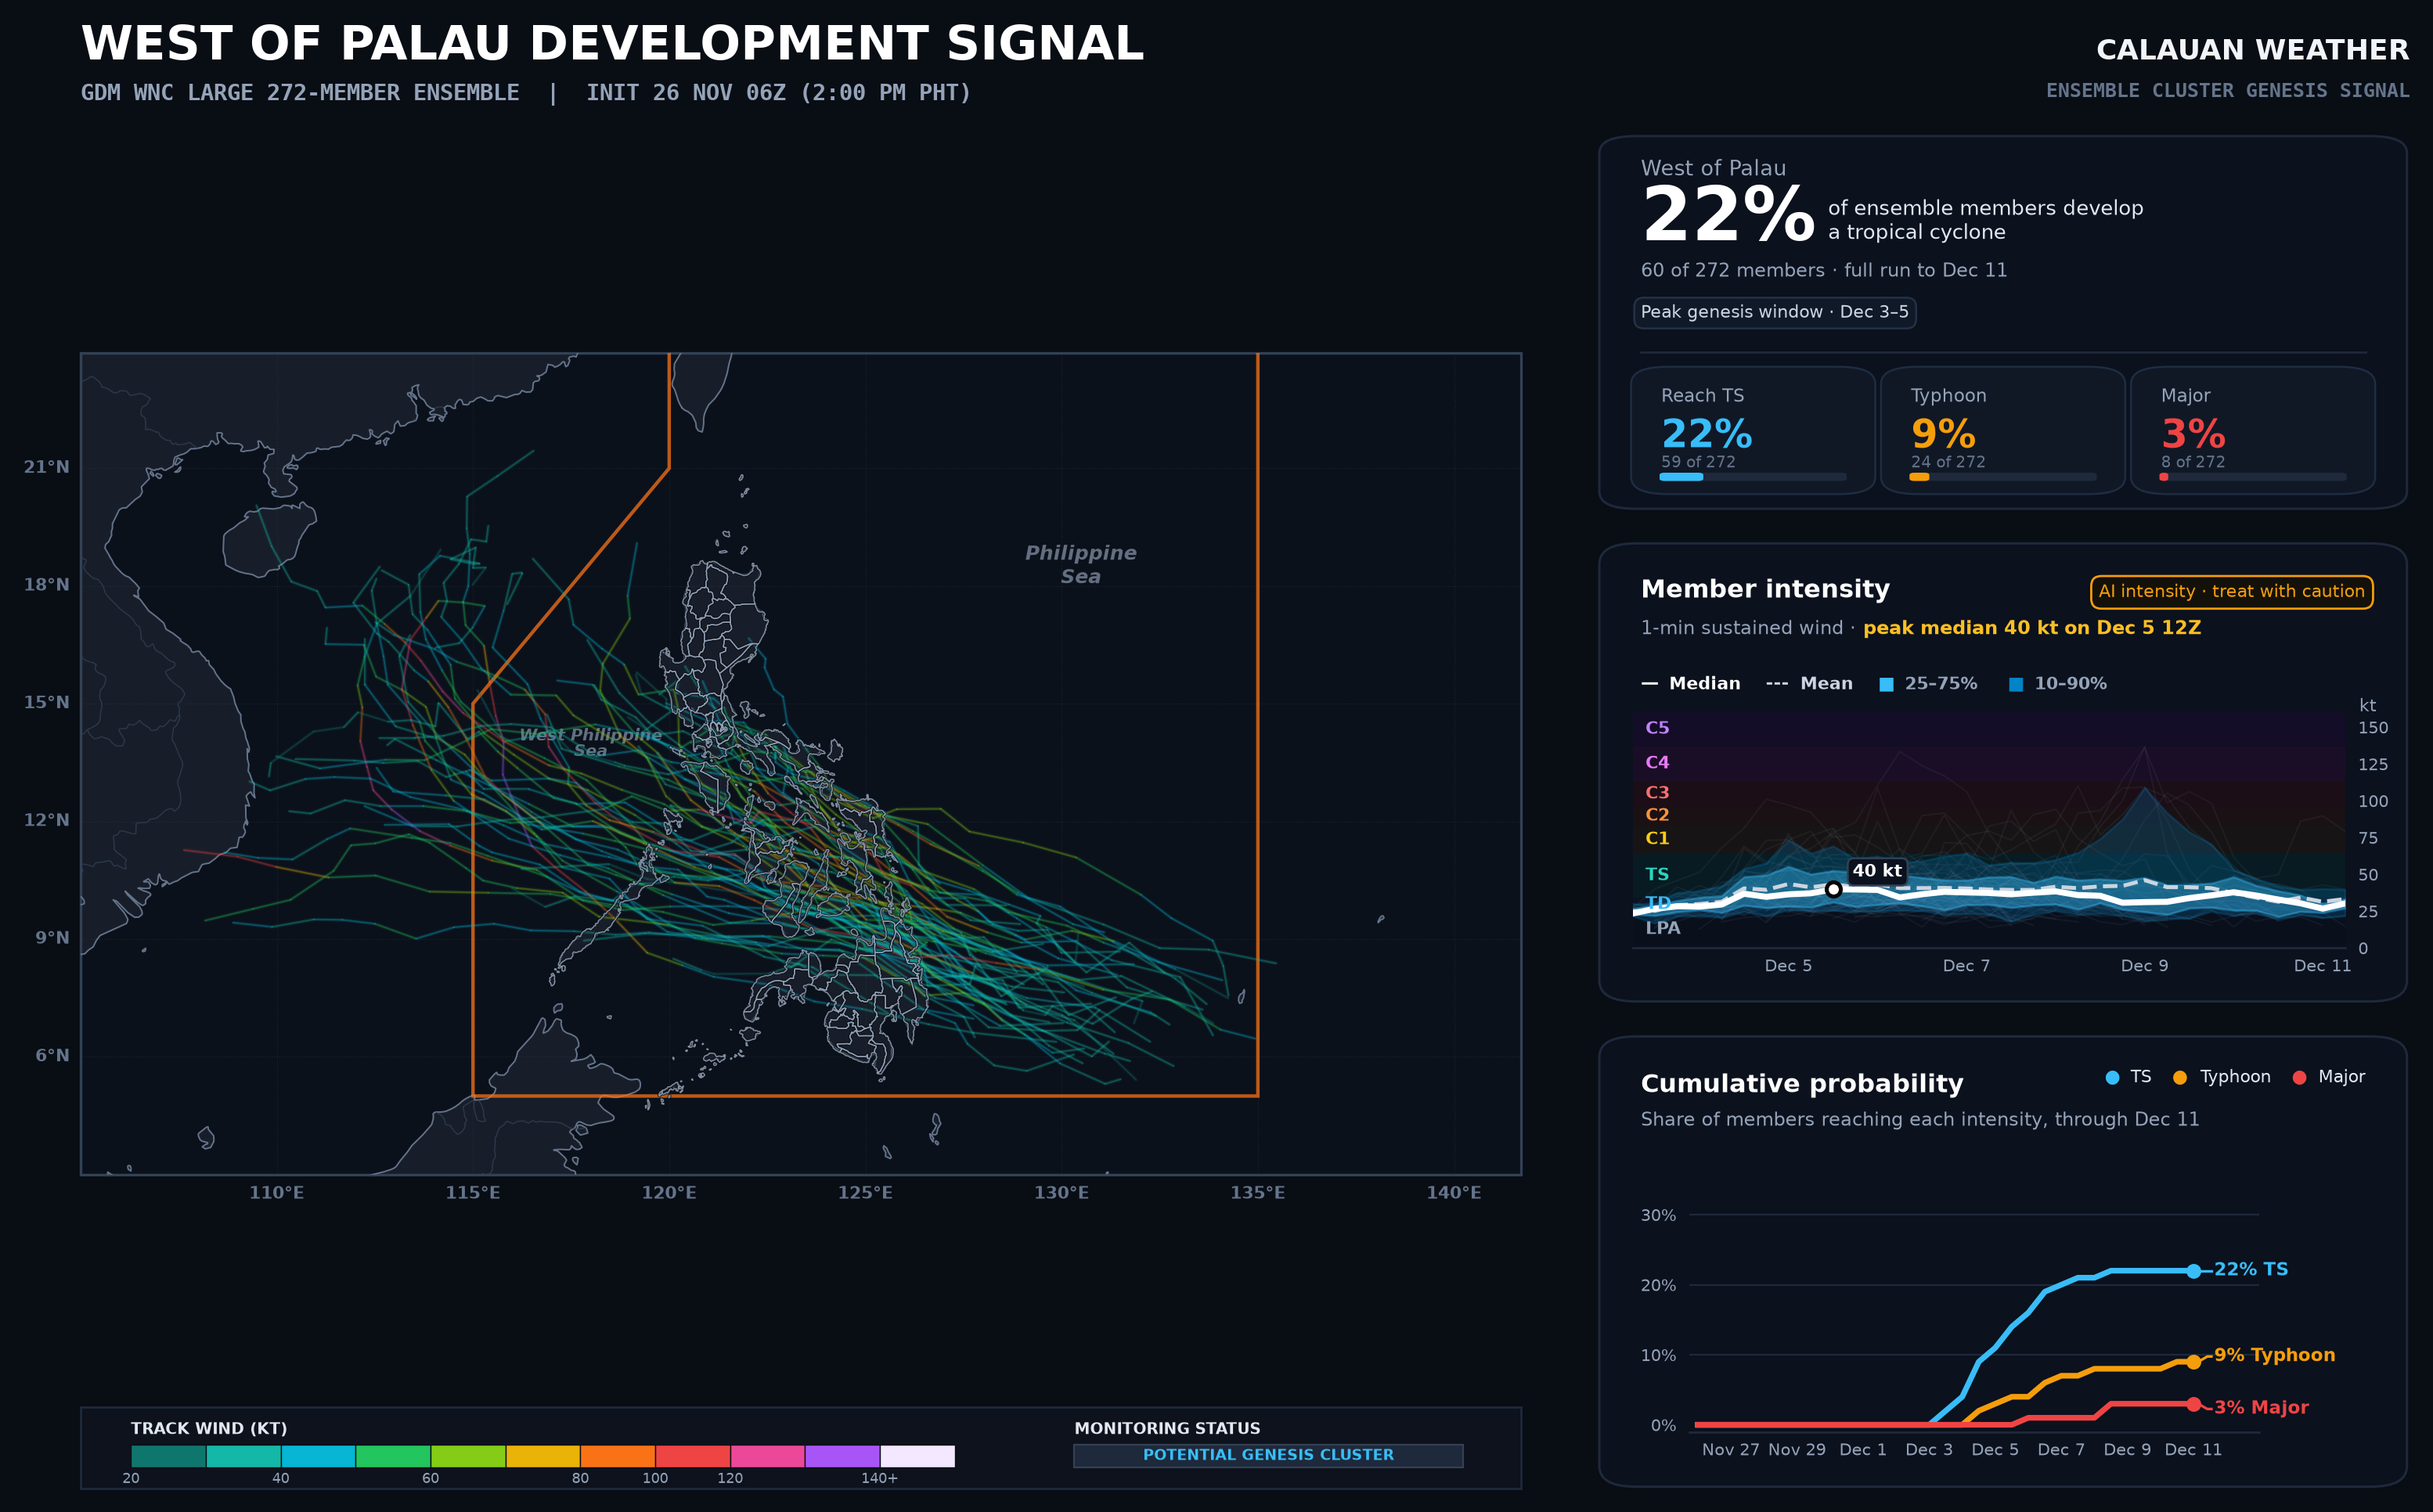 WEST OF PALAU DEVELOPMENT SIGNAL
GDM WNC LARGE 272-MEMBER ENSEMBLE | INIT 26 NOV 06Z (2:00 PM PHT)
CALAUAN WEATHER
ENSEMBLE CLUSTER GENESIS SIGNAL
21°N
18°N
15°N
12°N
9°N
6°N
Philippine
Sea
West Philippine
Sea
110°E
115°E
120°E
125°E
130°E
135°E
140°E
TRACK WIND (KT)
20
40
60
80
100
120
140+
MONITORING STATUS
POTENTIAL GENESIS CLUSTER
West of Palau
22%
of ensemble members develop
a tropical cyclone
60 of 272 members · full run to Dec 11
Peak genesis window · Dec 3–5
Reach TS
22%
59 of 272
Typhoon
9%
24 of 272
Major
3%
8 of 272
Member intensity
AI intensity · treat with caution
1-min sustained wind · peak median 40 kt on Dec 5 12Z
Median
Mean
25–75%
10–90%
kt
C5
150
C4
125
C3
100
C2
C1
75
TS
50
40 kt
TD
25
LPA
0
Dec 5
Dec 7
Dec 9
Dec 11
Cumulative probability
TS
Typhoon
Major
Share of members reaching each intensity, through Dec 11
30%
20%
10%
0%
22% TS
9% Typhoon
3% Major
Nov 27
Nov 29
Dec 1
Dec 3
Dec 5
Dec 7
Dec 9
Dec 11